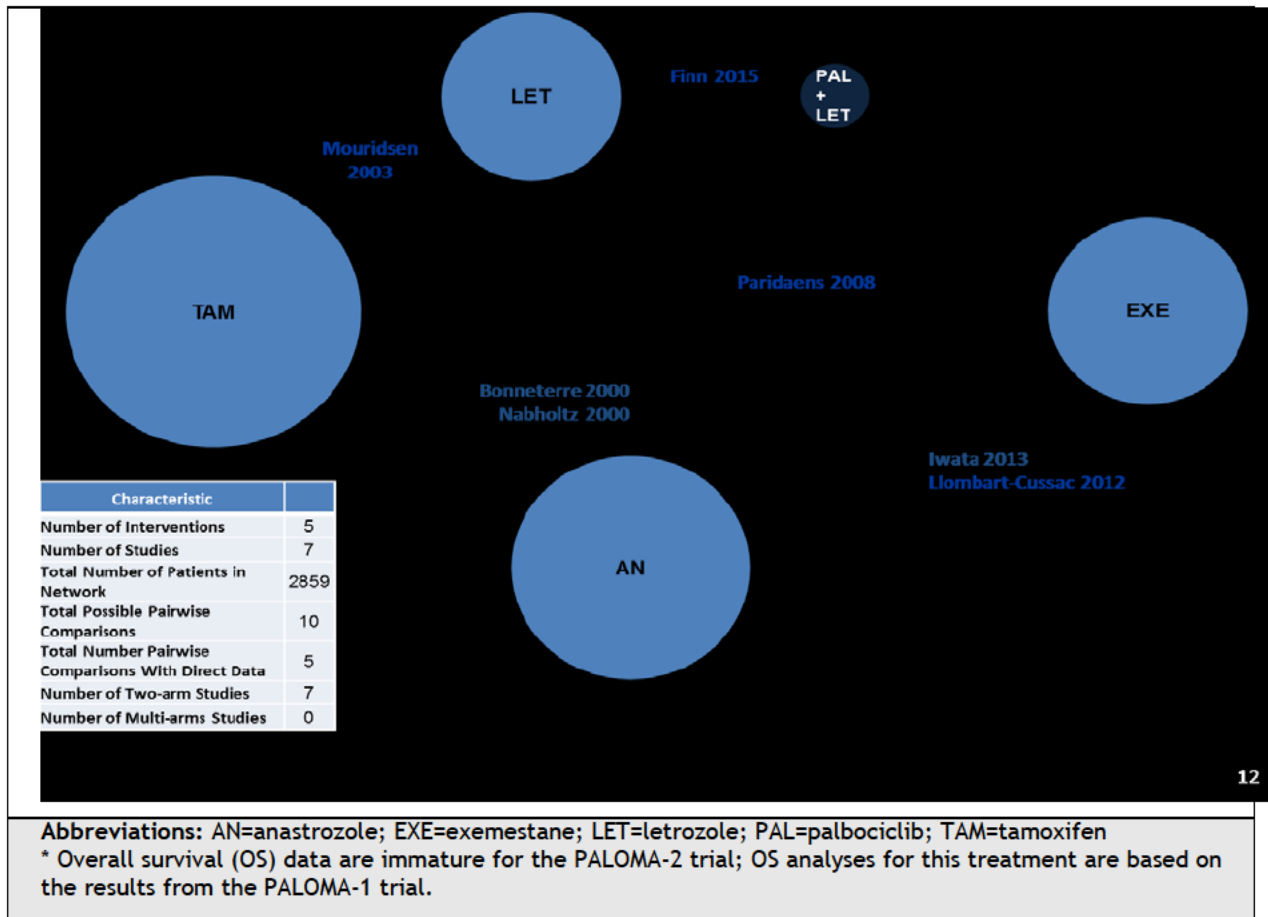 LET
Finn 2015
PAL
+
LET
Mouridsen
2003
Paridaens 2008
TAM
EXE
Bonneterre 2000
Nabholtz 2000
Iwata 2013
Llombart-Cussac 2012
AN
Characteristic
Number of Interventions 5
Number of Studies 7
Total Number of Patients in
Network 2859
Total Possible Pairwise
Comparisons 10
Total Number Pairwise
Comparisons With Direct Data 5
Number of Two-arm Studies 7
Number of Multi-arms Studies 0
12
Abbreviations: AN=anastrozole; EXE=exemestane; LET=letrozole; PAL=palbociclib; TAM=tamoxifen
* Overall survival (OS) data are immature for the PALOMA-2 trial; OS analyses for this treatment are based on
the results from the PALOMA-1 trial.